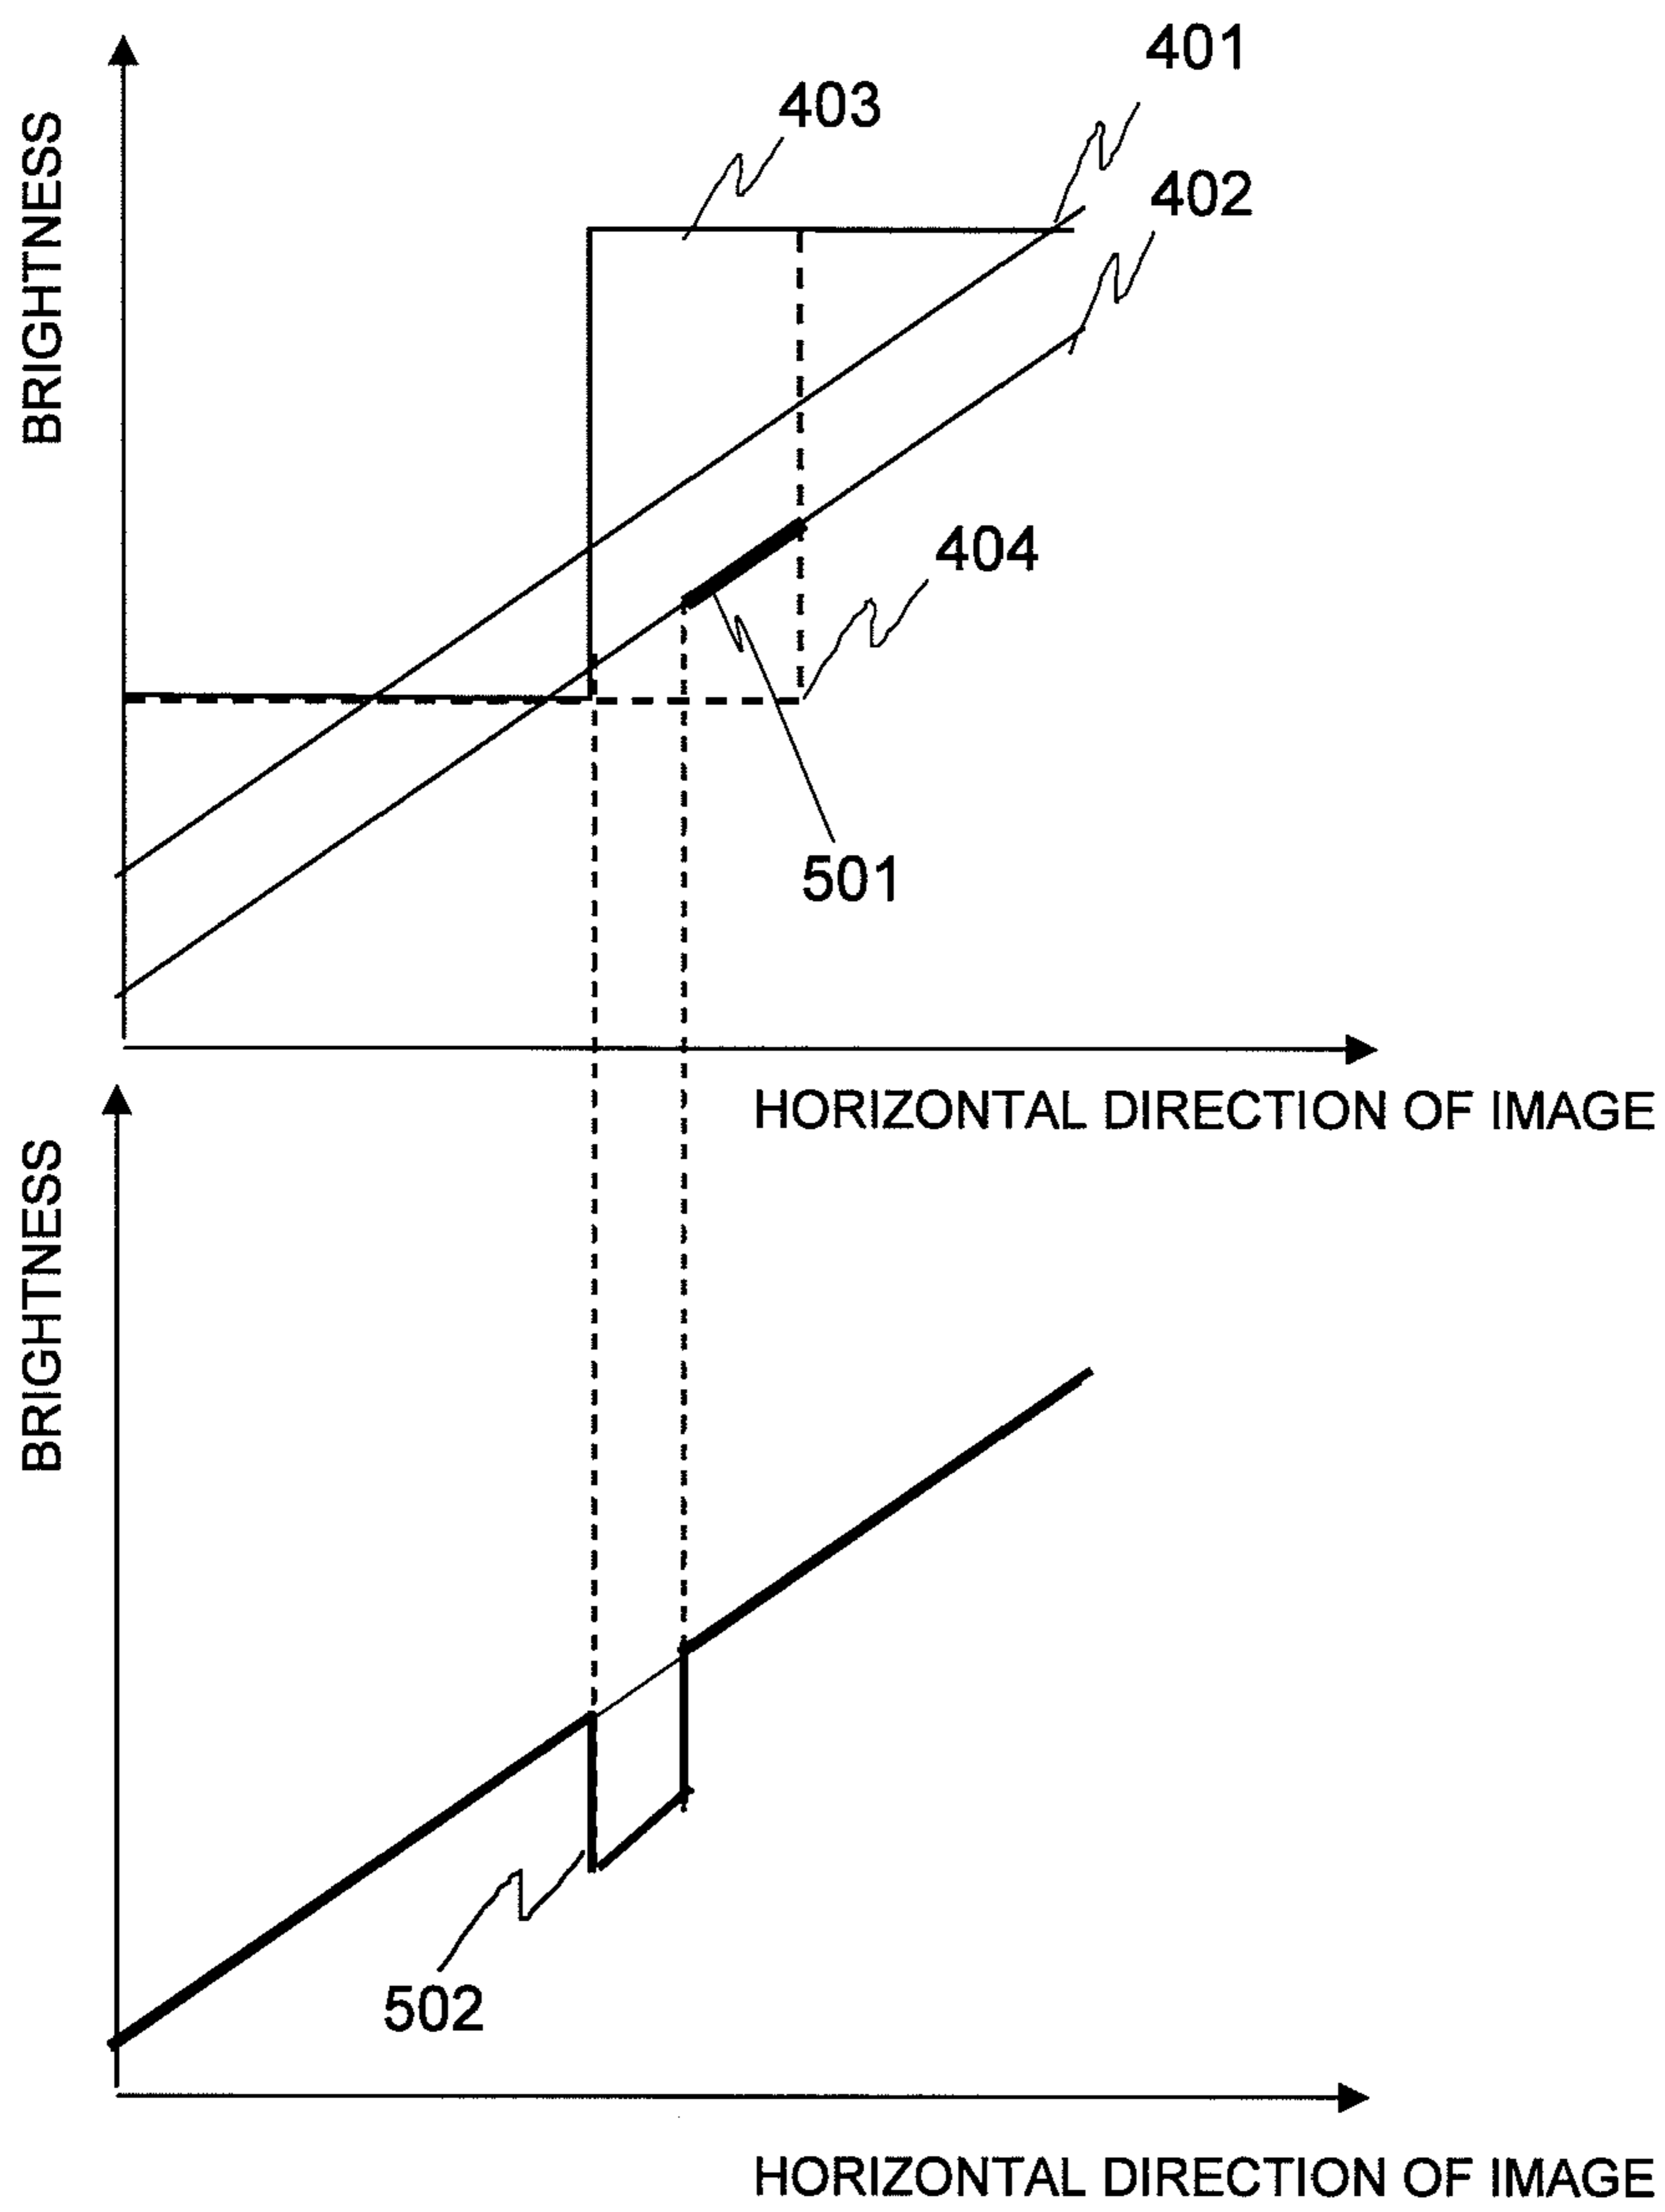 401
403
402
BRIGHTNESS
404
501
HORIZONTAL DIRECTION OF IMAGE
BRIGHTNESS
502
HORIZONTAL DIRECTION OF IMAGE